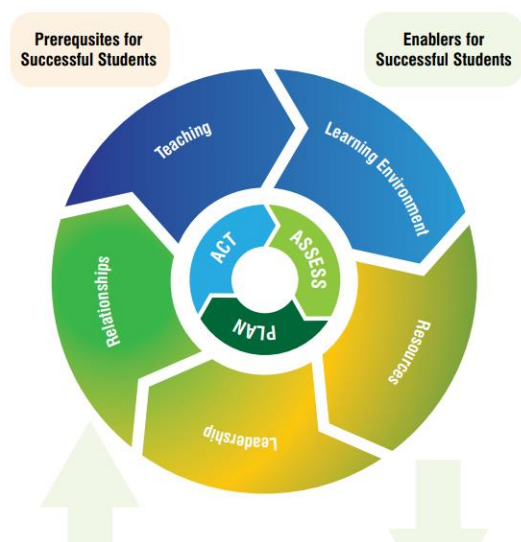 Prerequsites for
Successful Students
Enablers for
Successful Students
Teaching
Learning Environment
Relationships
ACT
ASSESS
PLAN
Resources
Leadership